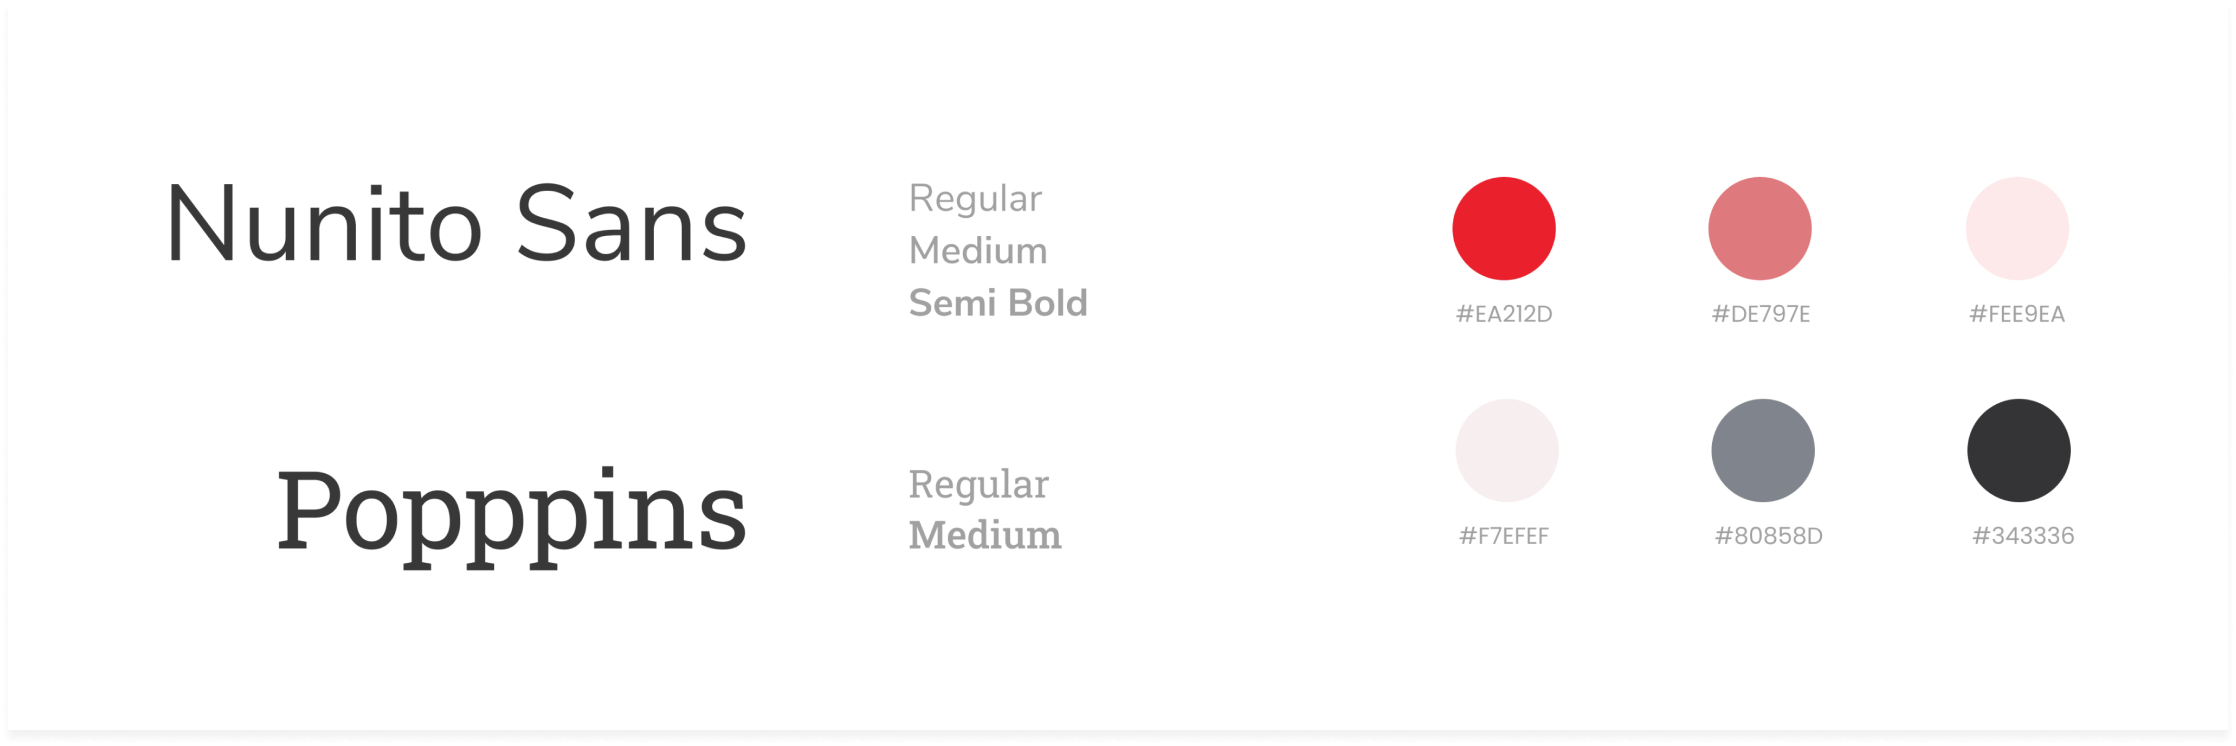 Nunito Sans
Regular
Medium
Semi Bold
Popppins
Regular
Medium
#EA212D
#DE797E
#FEE9EA
#F7EFEF
#80858D
#343336